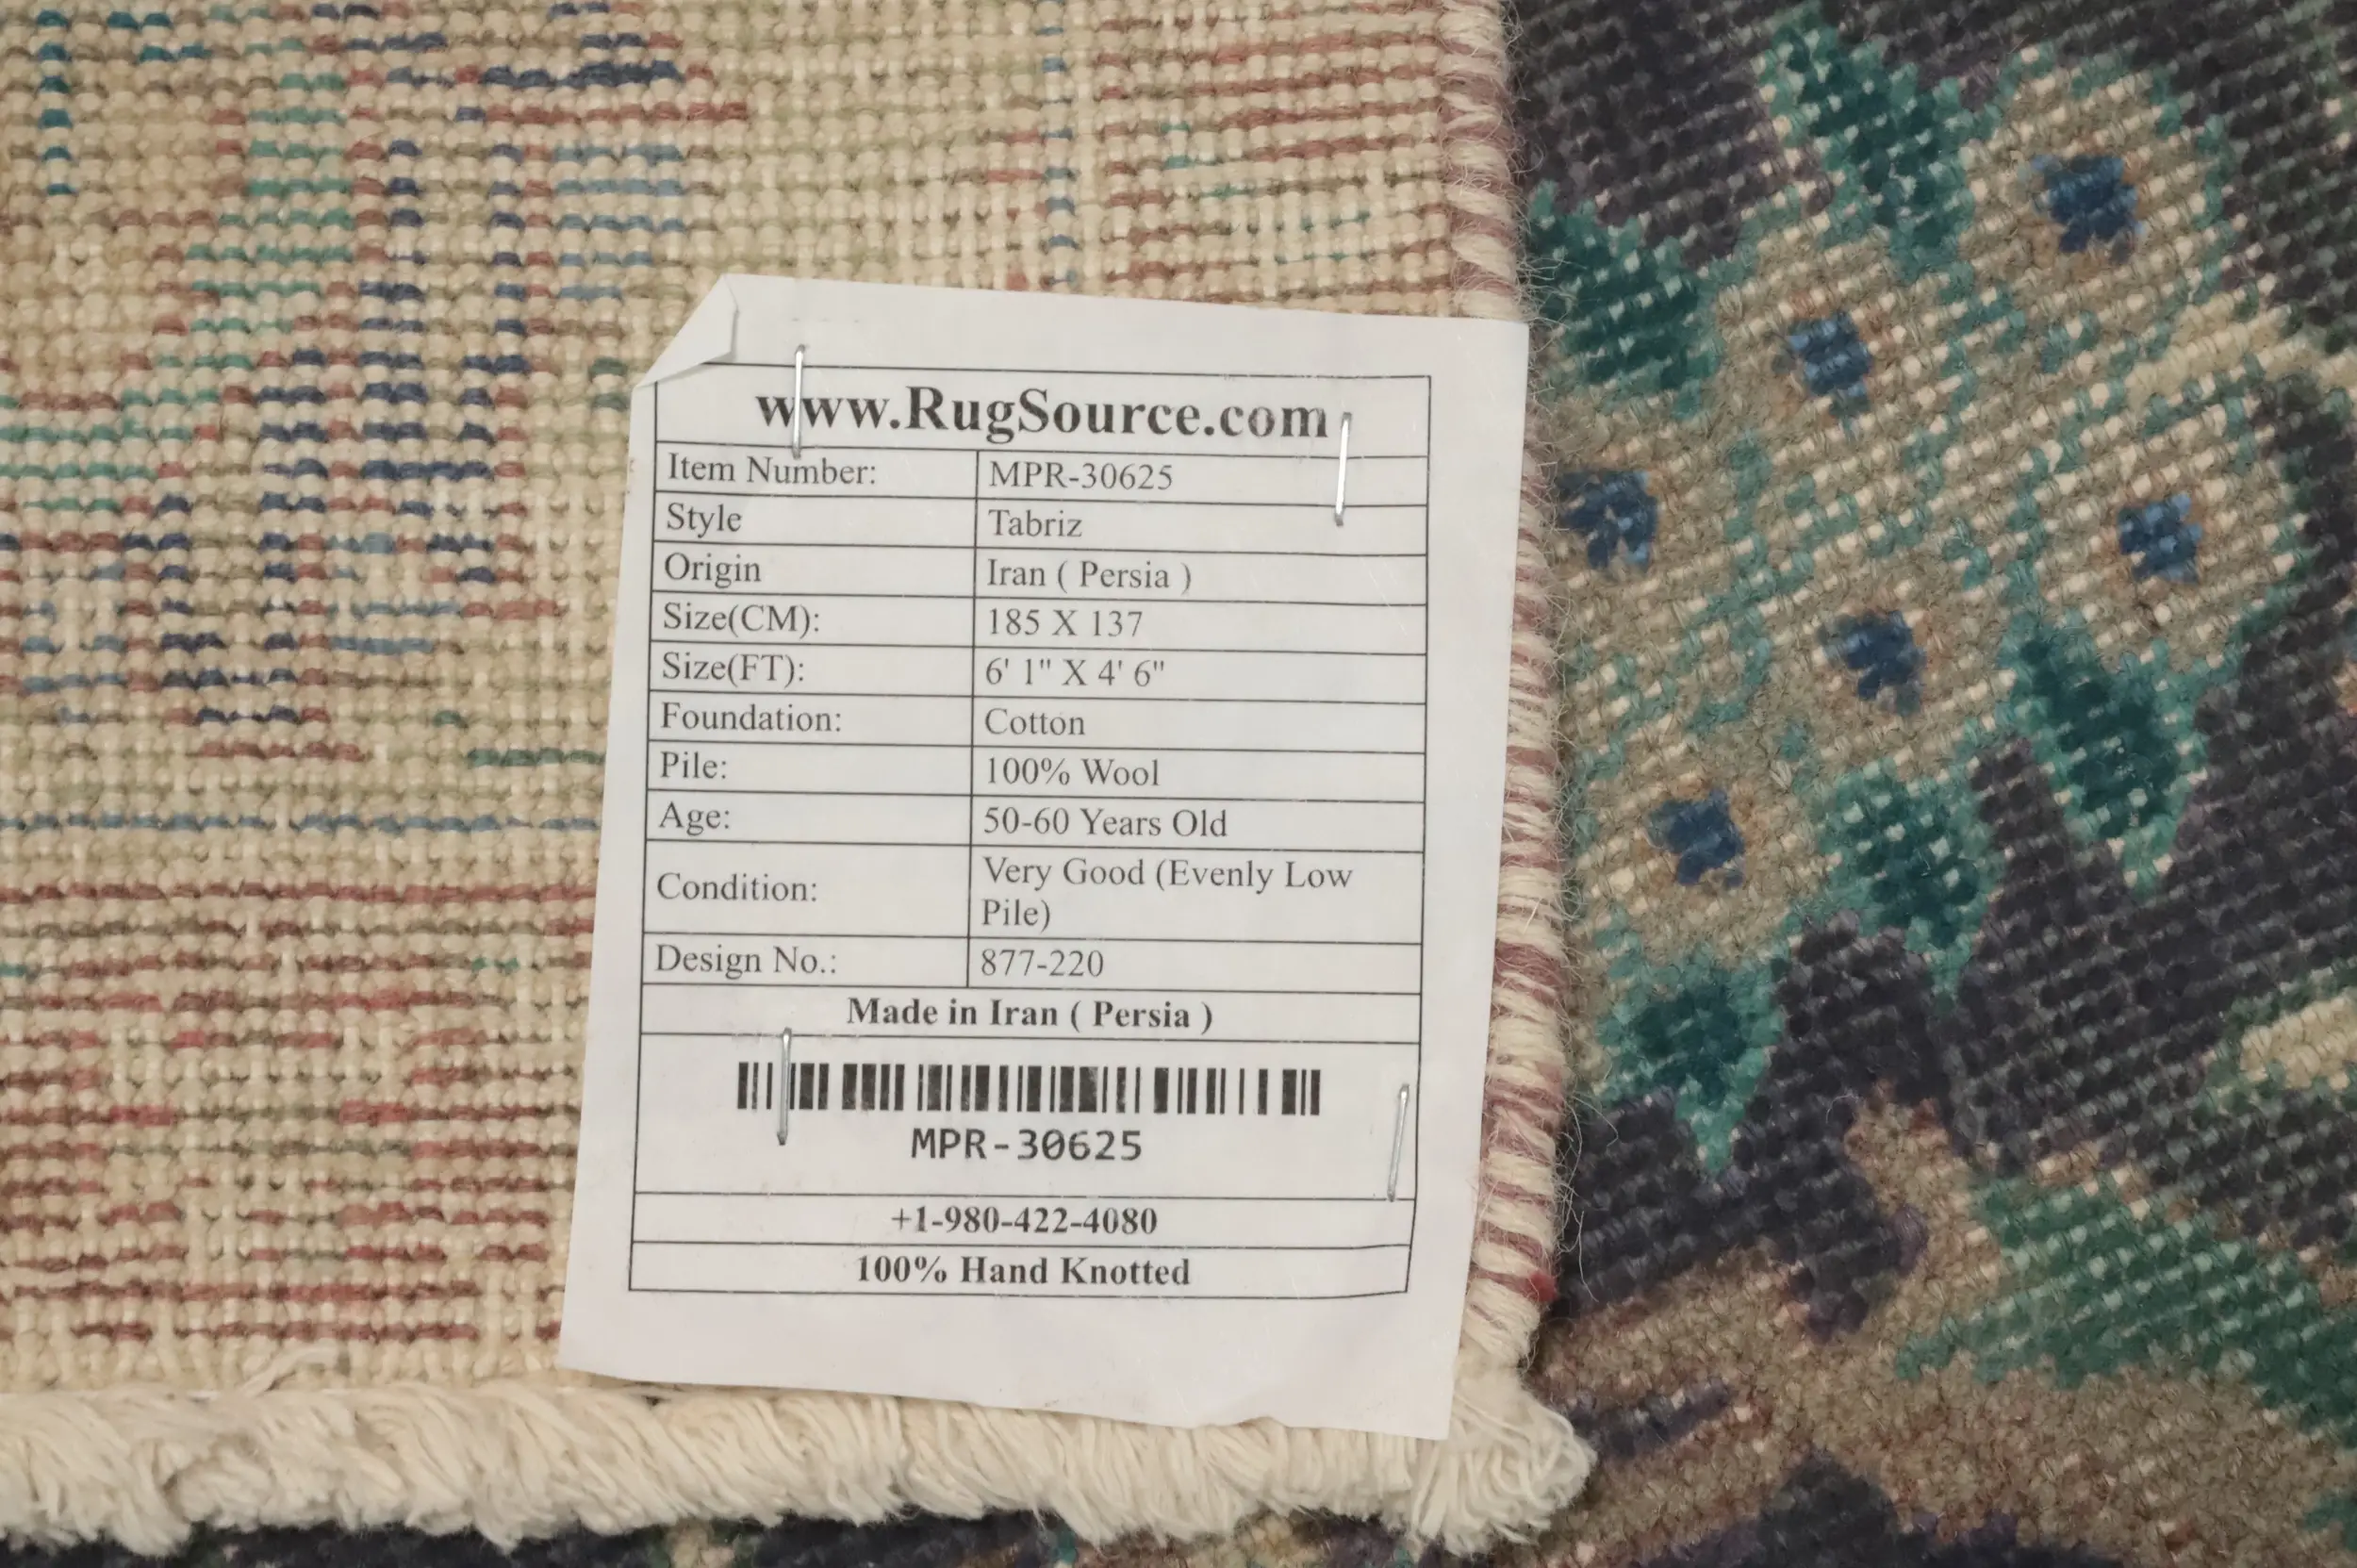 www.RugSource.com
Item Number: MPR-30625
Style Tabriz
Origin Iran ( Persia )
Size(CM): 185 X 137
Size(FT): 6' 1" X 4' 6"
Foundation: Cotton
Pile: 100% Wool
Age: 50-60 Years Old
Condition: Very Good (Evenly Low
Pile)
Design No.: 877-220
Made in Iran ( Persia )
MPR-30625
+1-980-422-4080
100% Hand Knotted